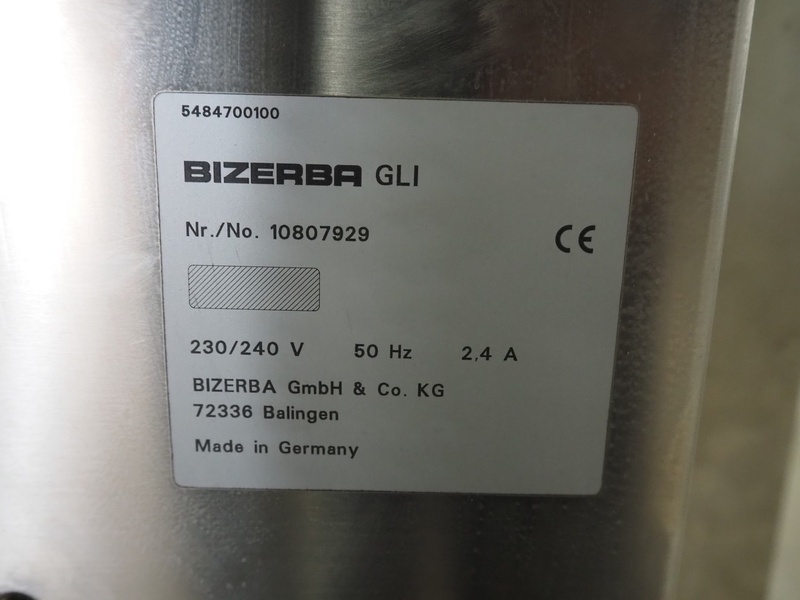 5484700100
BIZERBA GLI
Nr./No. 10807929
CE
230/240 V 50 Hz 2,4 A
BIZERBA GmbH & Co. KG
72336 Balingen
Made in Germany